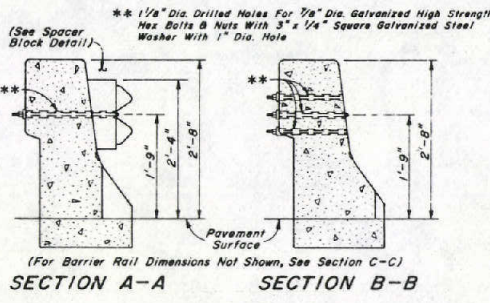 ** 1 1/8" Dia. Drilled Holes For 7/8" Dia. Galvanized High Strength
Hex Bolts & Nuts With 3" x 1/4" Square Galvanized Steel
Washer With 1" Dia. Hole
(See Spacer
Block Detail)
**
1'-9"
2'-4"
2'-8"
**
1'-9"
2'-8"
Pavement
Surface
(For Barrier Rail Dimensions Not Shown, See Section C-C)
SECTION A-A
SECTION B-B